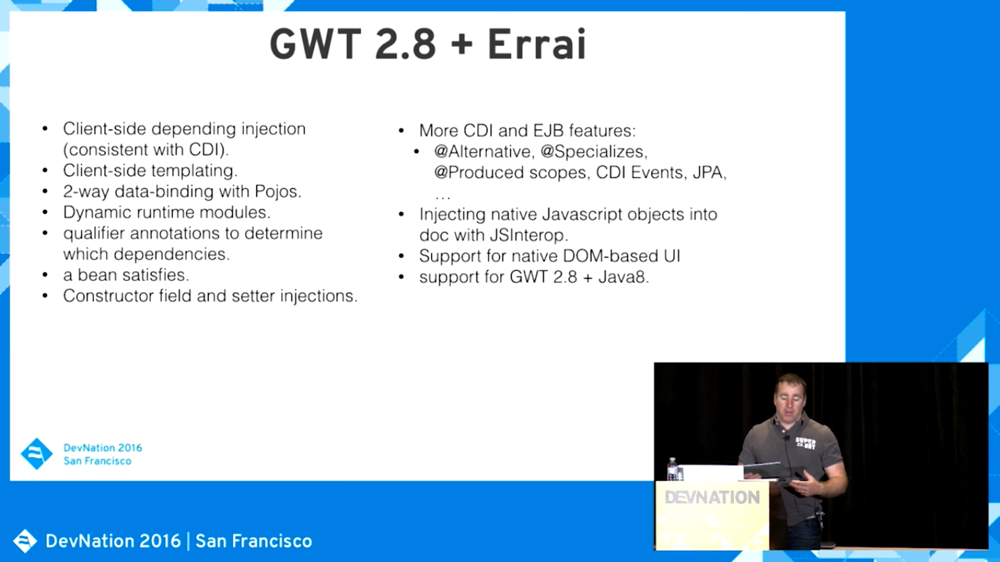 GWT 2.8 + Errai
• Client-side depending injection
(consistent with CDI).
• Client-side templating.
• 2-way data-binding with Pojos.
• Dynamic runtime modules.
• qualifier annotations to determine
which dependencies.
• a bean satisfies.
• Constructor field and setter injections.
• More CDI and EJB features:
• @Alternative, @Specializes,
@Produced scopes, CDI Events, JPA,
…
• Injecting native Javascript objects into
doc with JSInterop.
• Support for native DOM-based UI
• support for GWT 2.8 + Java8.
DevNation 2016
San Francisco
SUPER
DEVNATION
DevNation 2016 | San Francisco